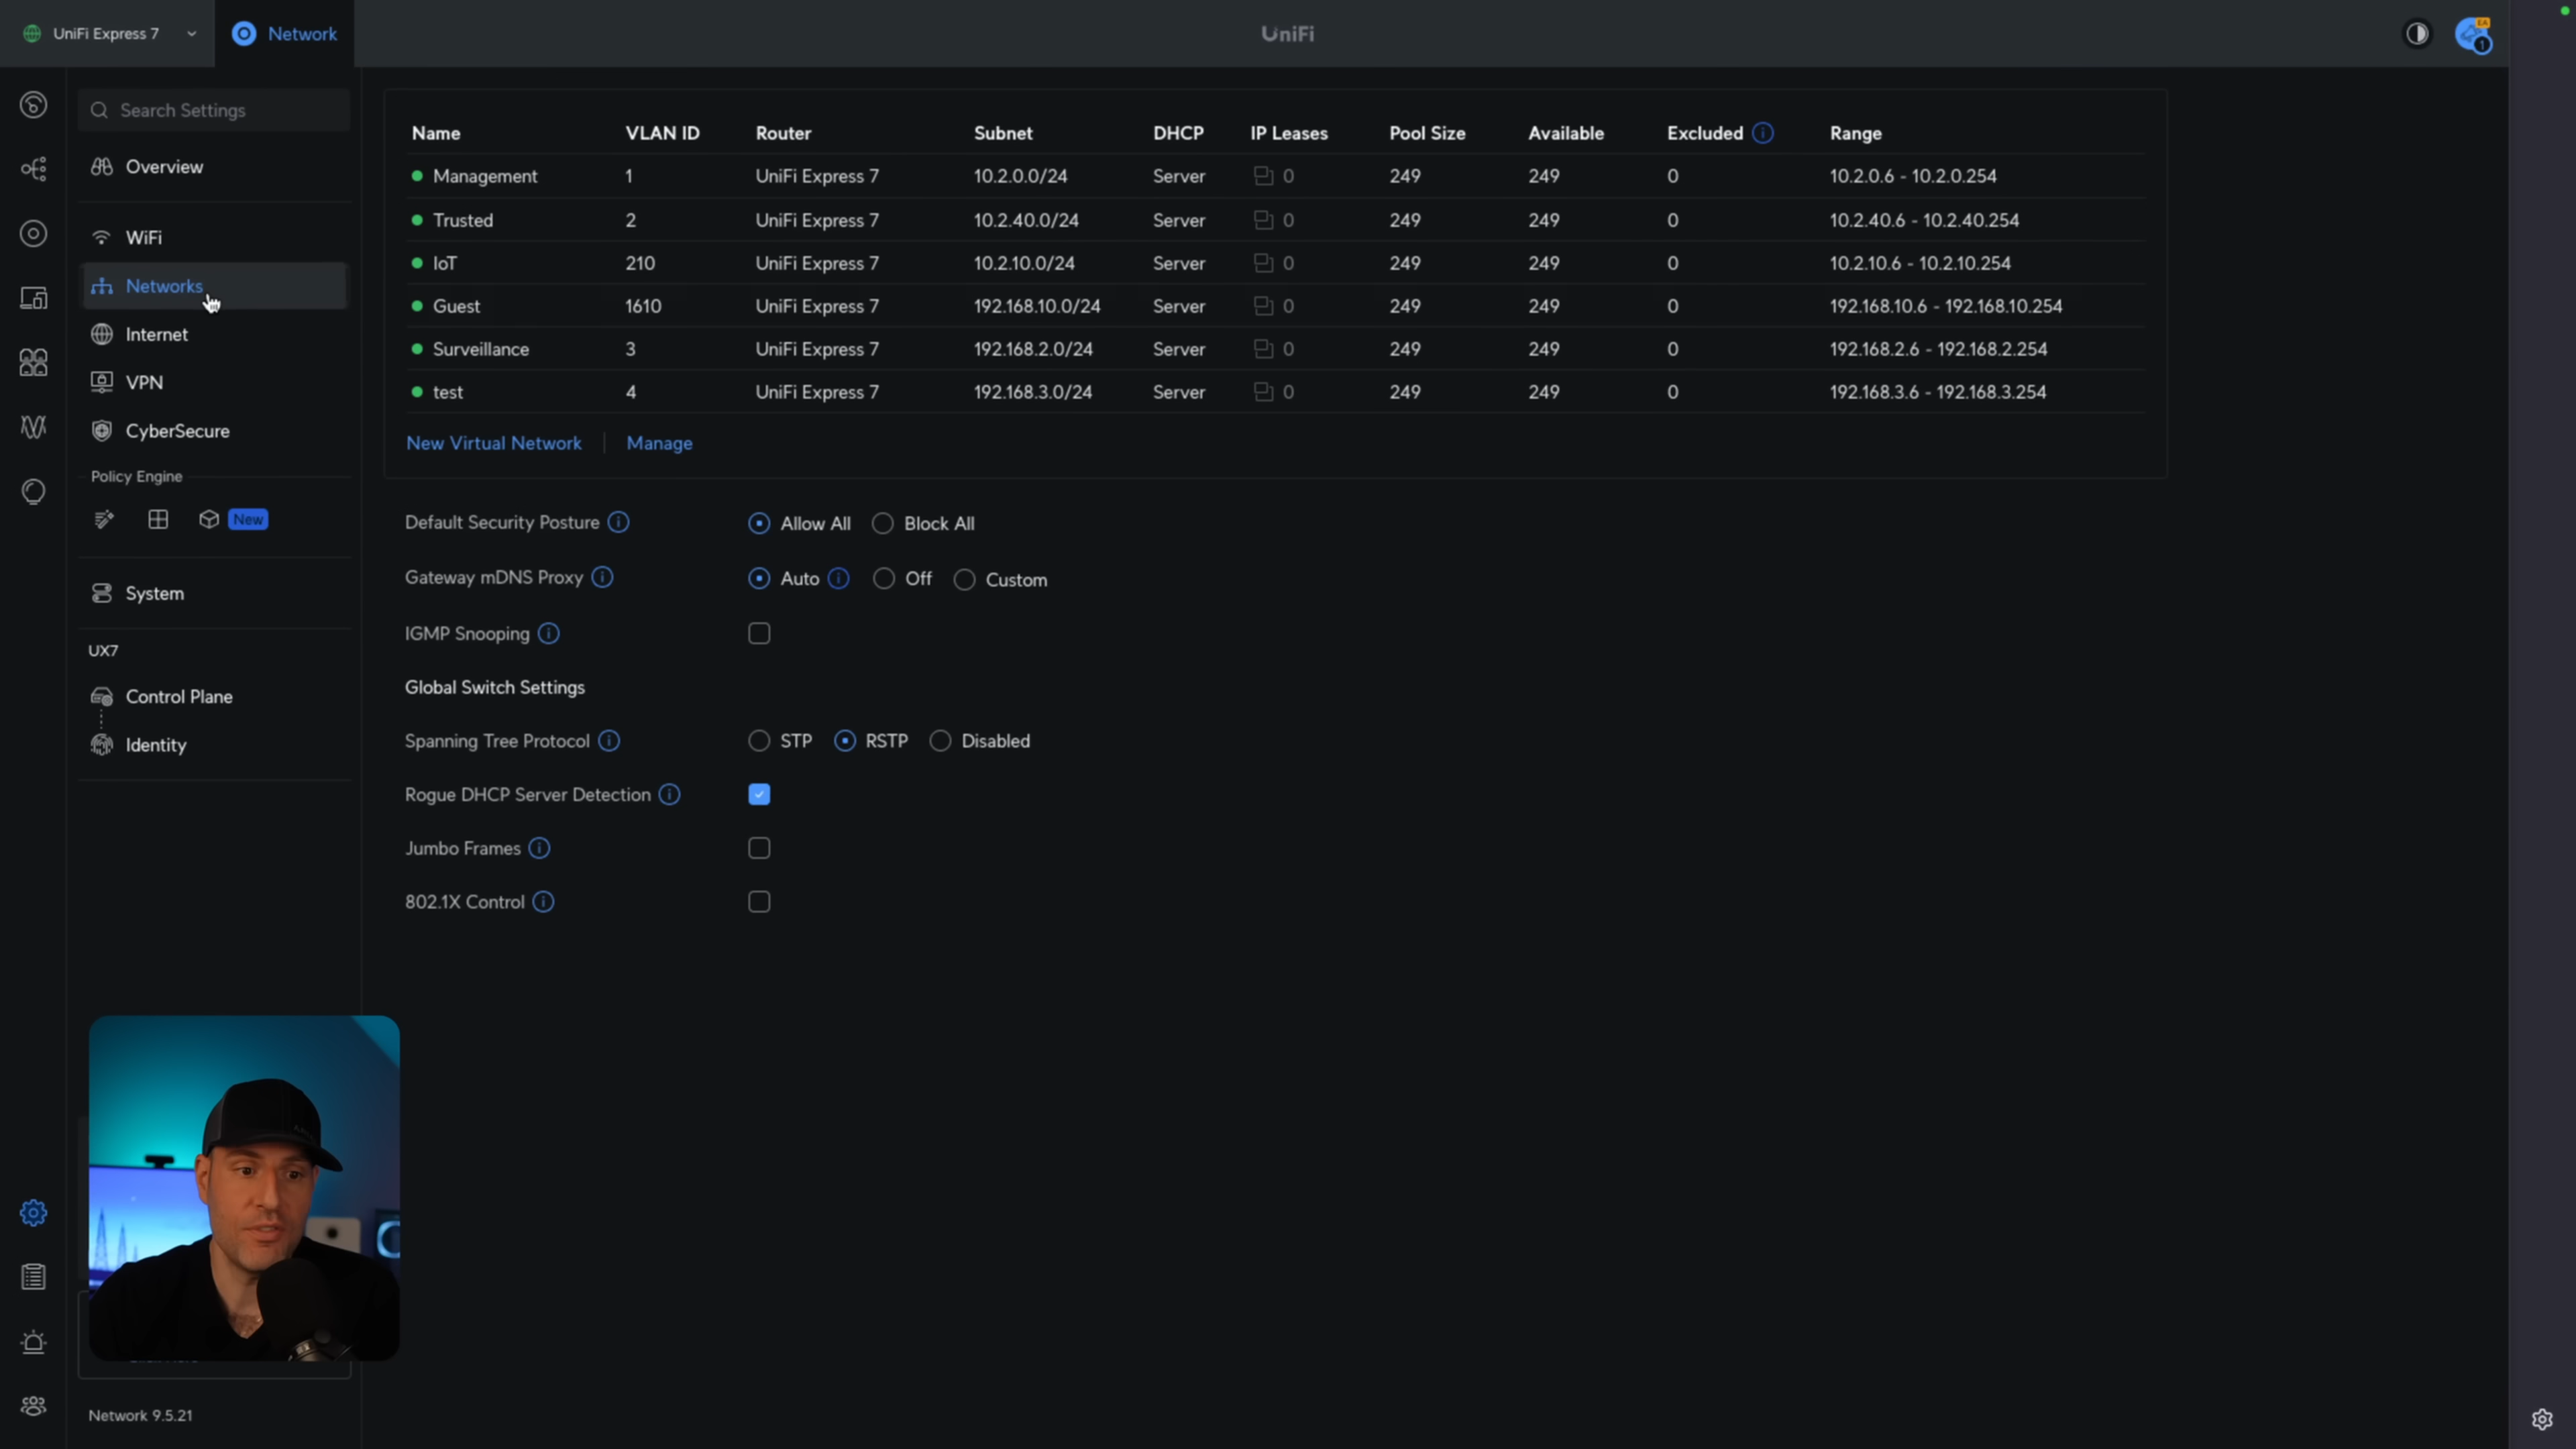 UniFi Express 7
Network
UniFi
EA
1
Search Settings
Overview
WiFi
Networks
Internet
VPN
CyberSecure
Policy Engine
New
System
UX7
Control Plane
Identity
Network 9.5.21
Name VLAN ID Router Subnet DHCP IP Leases Pool Size Available Excluded Range
Management 1 UniFi Express 7 10.2.0.0/24 Server 0 249 249 0 10.2.0.6 - 10.2.0.254
Trusted 2 UniFi Express 7 10.2.40.0/24 Server 0 249 249 0 10.2.40.6 - 10.2.40.254
IoT 210 UniFi Express 7 10.2.10.0/24 Server 0 249 249 0 10.2.10.6 - 10.2.10.254
Guest 1610 UniFi Express 7 192.168.10.0/24 Server 0 249 249 0 192.168.10.6 - 192.168.10.254
Surveillance 3 UniFi Express 7 192.168.2.0/24 Server 0 249 249 0 192.168.2.6 - 192.168.2.254
test 4 UniFi Express 7 192.168.3.0/24 Server 0 249 249 0 192.168.3.6 - 192.168.3.254
New Virtual Network Manage
Default Security Posture Allow All Block All
Gateway mDNS Proxy Auto Off Custom
IGMP Snooping
Global Switch Settings
Spanning Tree Protocol STP RSTP Disabled
Rogue DHCP Server Detection
Jumbo Frames
802.1X Control